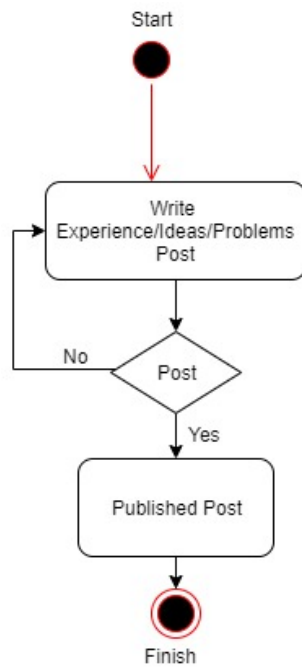 Start
Write
Experience/Ideas/Problems
Post
No
Post
Yes
Published Post
Finish